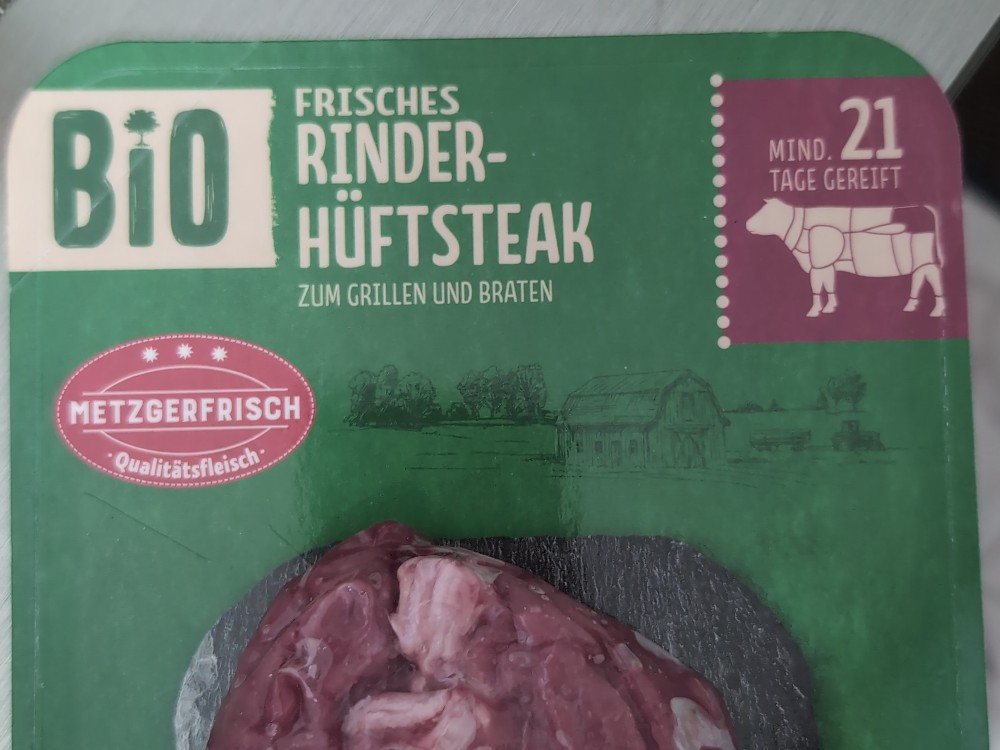 BIO
FRISCHES
RINDER-
HÜFTSTEAK
ZUM GRILLEN UND BRATEN
MIND. 21
TAGE GEREIFT
METZGERFRISCH
· Qualitätsfleisch ·